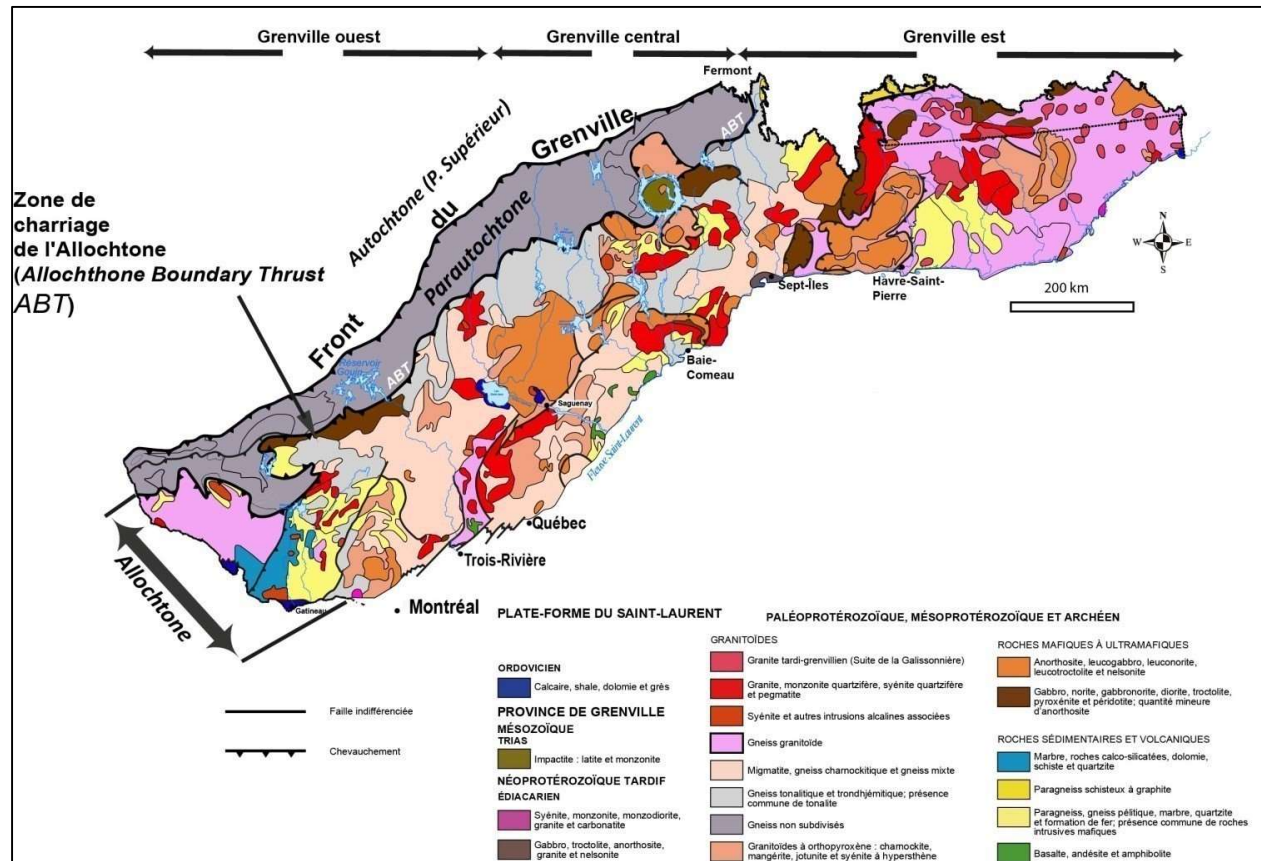 Grenville ouest
Grenville central
Grenville est
Fermont
Grenville
du
Front
Autochtone (P. Supérieur)
Parautochtone
ABT
ABT
Zone de
charriage
de l'Allochtone
(Allochthone Boundary Thrust
ABT)
Réservoir
Gouin
N
W
E
S
200 km
Sept-Îles
Hâvre-Saint-
Pierre
Baie-
Comeau
Saguenay
Fleuve Saint-Laurent
Québec
Trois-Rivière
Montréal
Gatineau
Allochtone
Faille indifférenciée
Chevauchement
PLATE-FORME DU SAINT-LAURENT
ORDOVICIEN
Calcaire, shale, dolomie et grès
PROVINCE DE GRENVILLE
MÉSOZOÏQUE
TRIAS
Impactite : latite et monzonite
NÉOPROTÉROZOÏQUE TARDIF
ÉDIACARIEN
Syénite, monzonite, monzodiorite,
granite et carbonatite
Gabbro, troctolite, anorthosite,
granite et nelsonite
PALÉOPROTÉROZOÏQUE, MÉSOPROTÉROZOÏQUE ET ARCHÉEN
GRANITOÏDES
Granite tardi-grenvillien (Suite de la Galissonnière)
Granite, monzonite quartzifère, syénite quartzifère
et pegmatite
Syénite et autres intrusions alcalines associées
Gneiss granitoïde
Migmatite, gneiss charnockitique et gneiss mixte
Gneiss tonalitique et trondhjémitique; présence
commune de tonalite
Gneiss non subdivisés
Granitoïdes à orthopyroxène : charnockite,
mangérite, jotunite et syénite à hypersthène
ROCHES MAFIQUES À ULTRAMAFIQUES
Anorthosite, leucogabbro, leuconorite,
leucotroctolite et nelsonite
Gabbro, norite, gabbronorite, diorite, troctolite,
pyroxénite et péridotite; quantité mineure
d'anorthosite
ROCHES SÉDIMENTAIRES ET VOLCANIQUES
Marbre, roches calco-silicatées, dolomie,
schiste et quartzite
Paragneiss schisteux à graphite
Paragneiss, gneiss pélitique, marbre, quartzite
et formation de fer; présence commune de roches
intrusives mafiques
Basalte, andésite et amphibolite